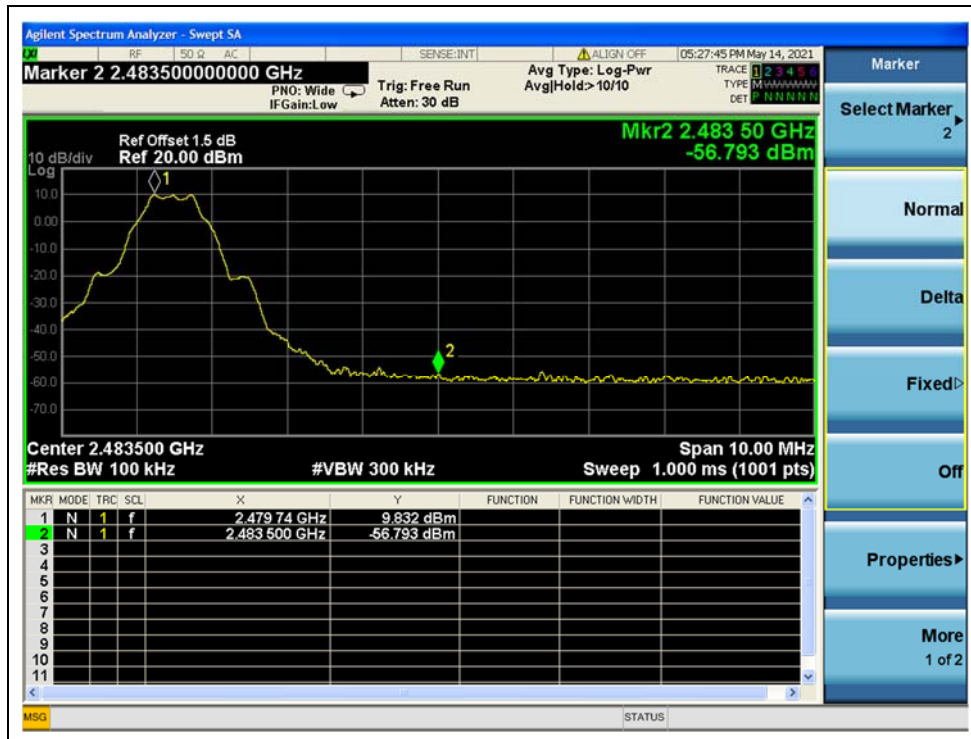 Agilent Spectrum Analyzer - Swept SA
RF 50 Ω AC SENSE:INT ALIGN OFF 05:27:45 PM May 14, 2021
Marker 2 2.483500000000 GHz
PNO: Wide
IFGain:Low
Trig: Free Run
Atten: 30 dB
Avg Type: Log-Pwr
Avg|Hold:> 10/10
TRACE 1 2 3 4 5 6
TYPE M
DET P N N N N N
Ref Offset 1.5 dB
10 dB/div Ref 20.00 dBm
Mkr2 2.483 50 GHz
-56.793 dBm
Log
10.0
0.00
-10.0
-20.0
-30.0
-40.0
-50.0
-60.0
-70.0
1
2
Center 2.483500 GHz Span 10.00 MHz
#Res BW 100 kHz #VBW 300 kHz Sweep 1.000 ms (1001 pts)
MKR MODE TRC SCL X Y FUNCTION FUNCTION WIDTH FUNCTION VALUE
1 N 1 f 2.479 74 GHz 9.832 dBm
2 N 1 f 2.483 500 GHz -56.793 dBm
3
4
5
6
7
8
9
10
11
MSG STATUS
Marker
Select Marker
2
Normal
Delta
Fixed
Off
Properties
More
1 of 2